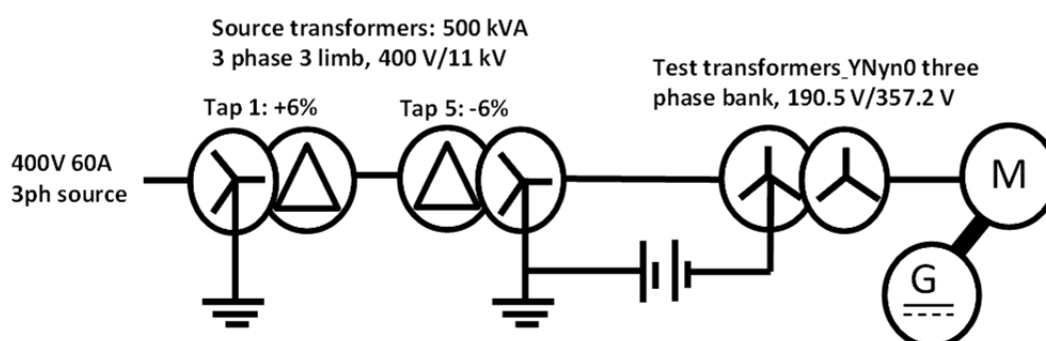 Source transformers: 500 kVA
3 phase 3 limb, 400 V/11 kV
Test transformers_YNyn0 three
phase bank, 190.5 V/357.2 V
Tap 1: +6%
Tap 5: -6%
400V 60A
3ph source
M
G